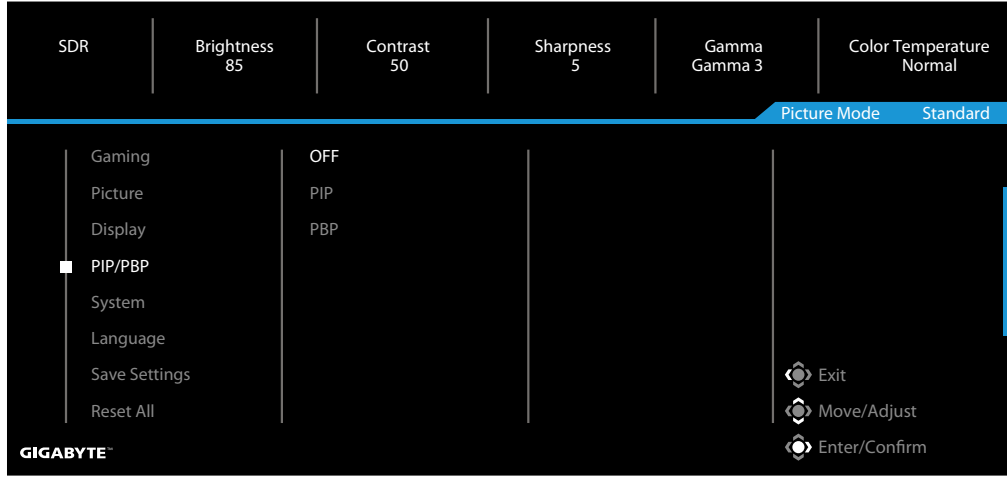 SDR
Brightness
85
Contrast
50
Sharpness
5
Gamma
Gamma 3
Color Temperature
Normal
Picture Mode Standard
Gaming
Picture
Display
PIP/PBP
System
Language
Save Settings
Reset All
OFF
PIP
PBP
Exit
Move/Adjust
Enter/Confirm
GIGABYTE™